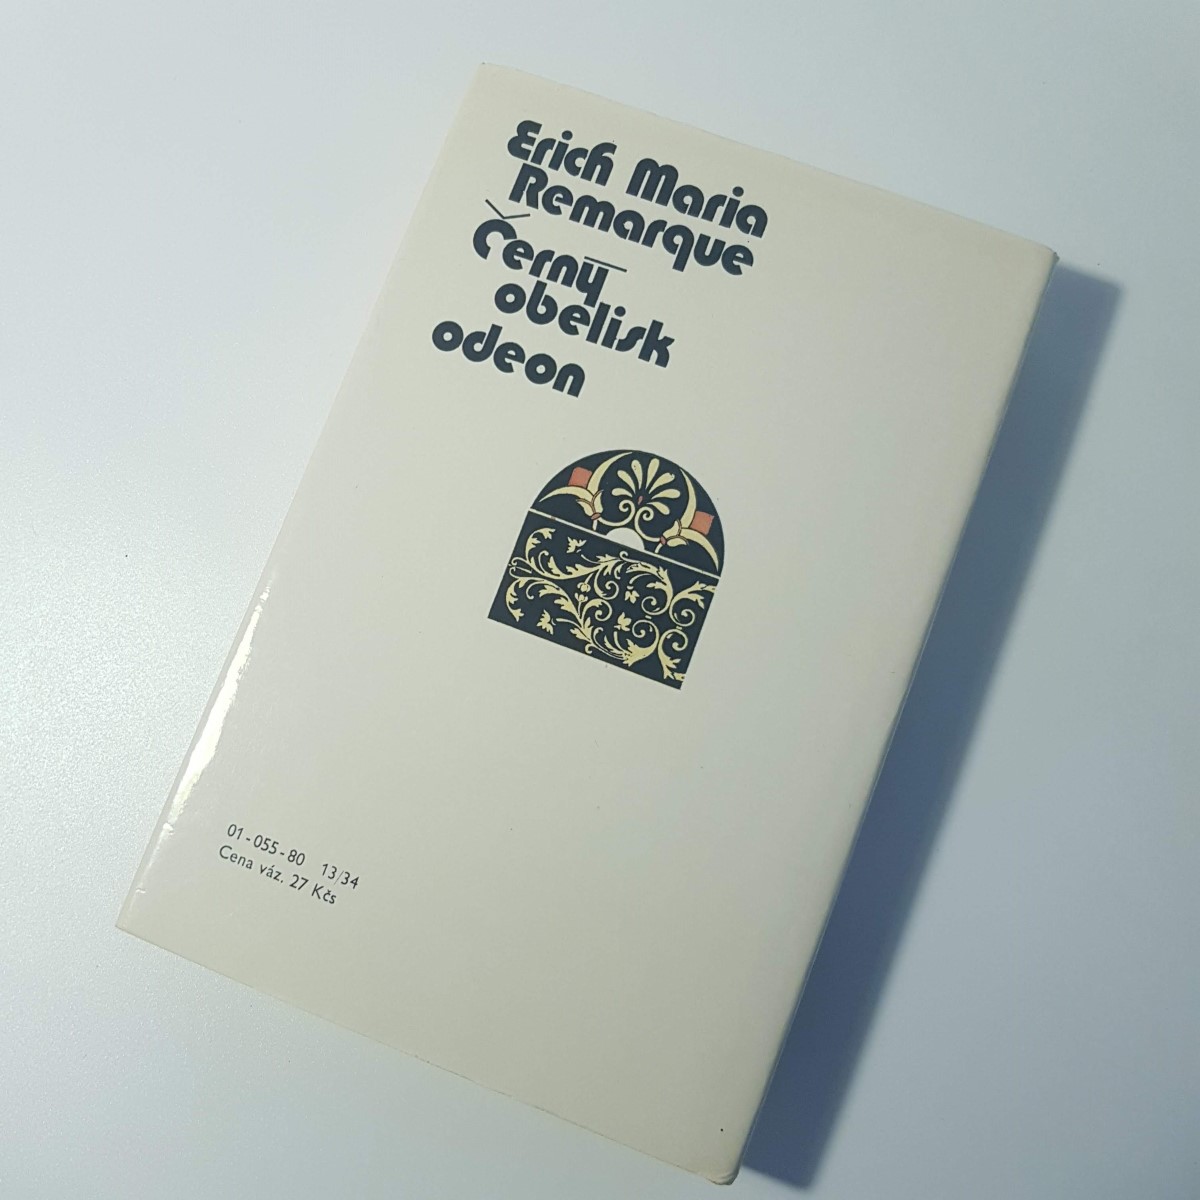 Erich Maria
Remarque
Černý
obelisk
odeon
01-055-80 13/34
Cena váz. 27 Kčs